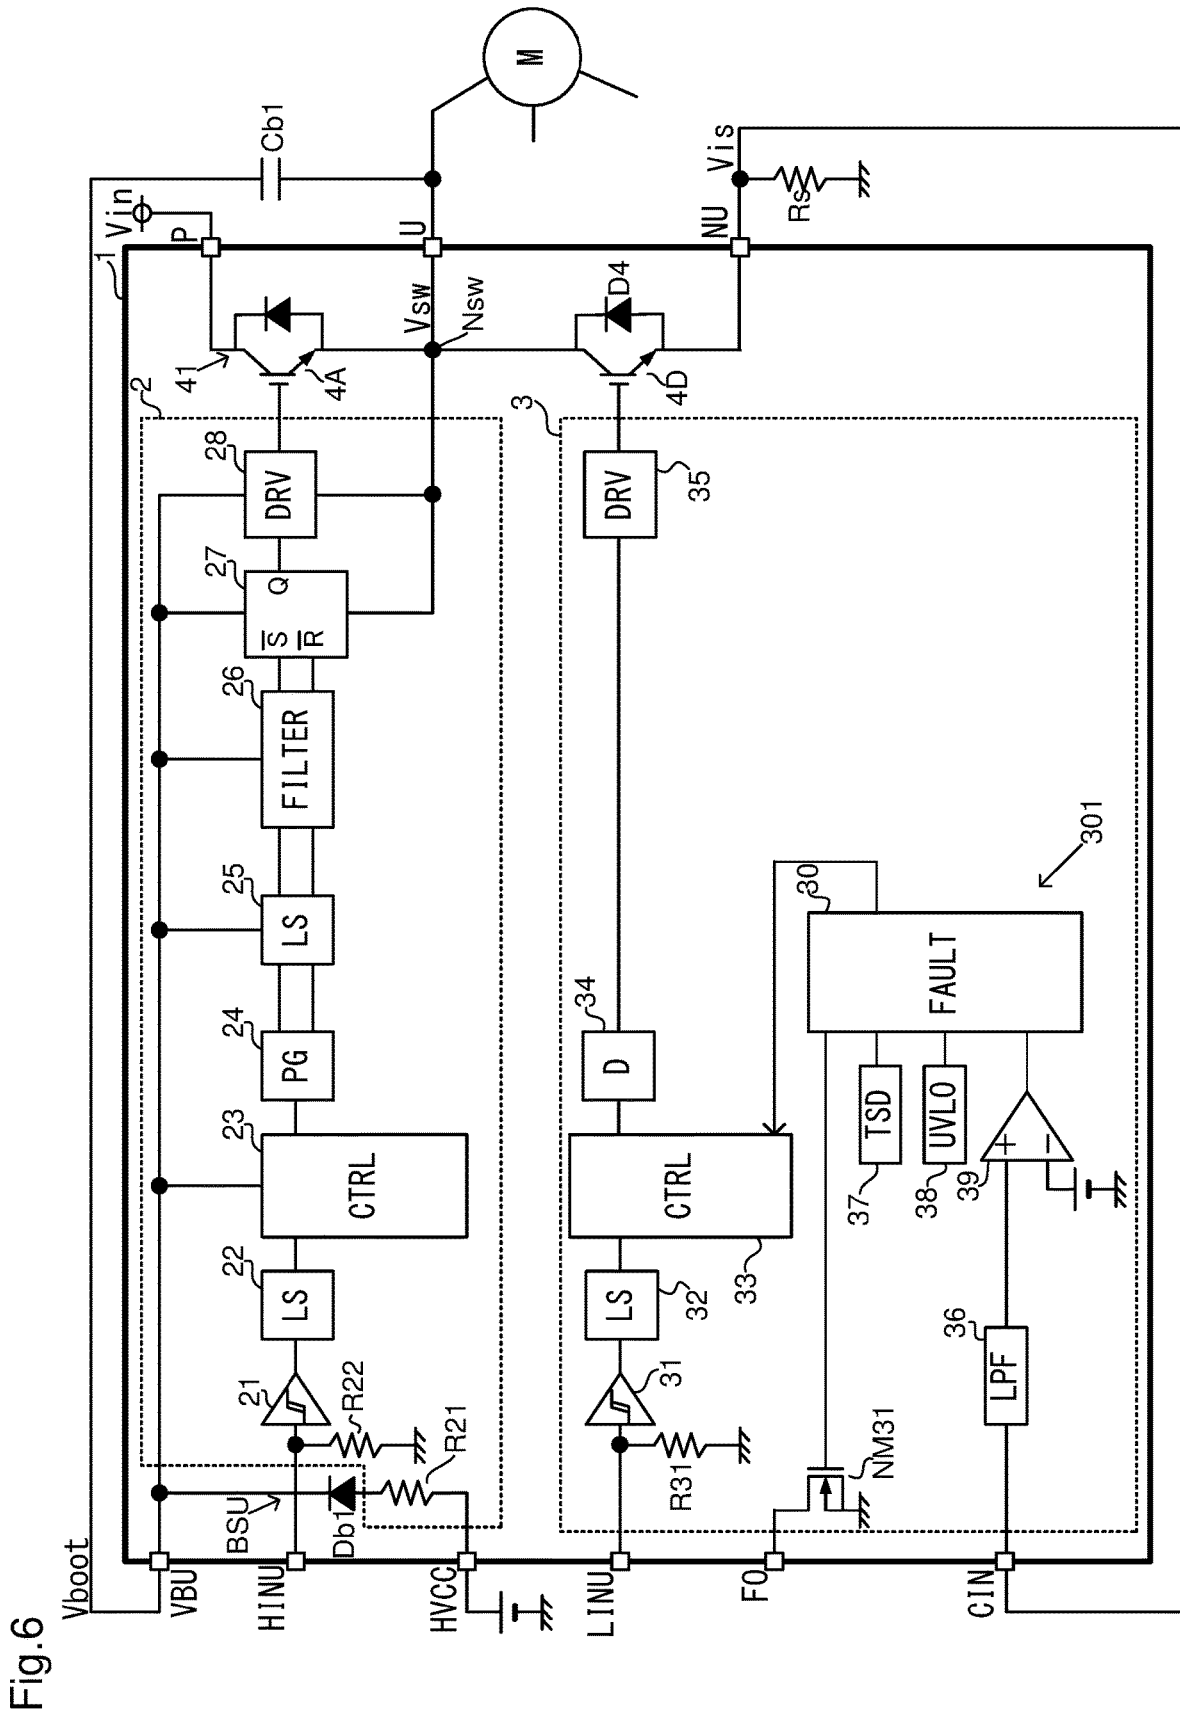 Fig.6
Vboot
VBU
HINU
HVCC
LINU
FO
CIN
1
2
3
BSU
Db1
R21
R22
21
LS
22
CTRL
23
PG
24
LS
25
FILTER
26
S
R
Q
27
DRV
28
41
4A
Vin
P
Cb1
U
Vsw
Nsw
M
R31
31
LS
32
CTRL
33
D
34
DRV
35
4D
D4
NU
Vis
Rs
NM31
LPF
36
TSD
37
UVLO
38
39
+
−
FAULT
30
301